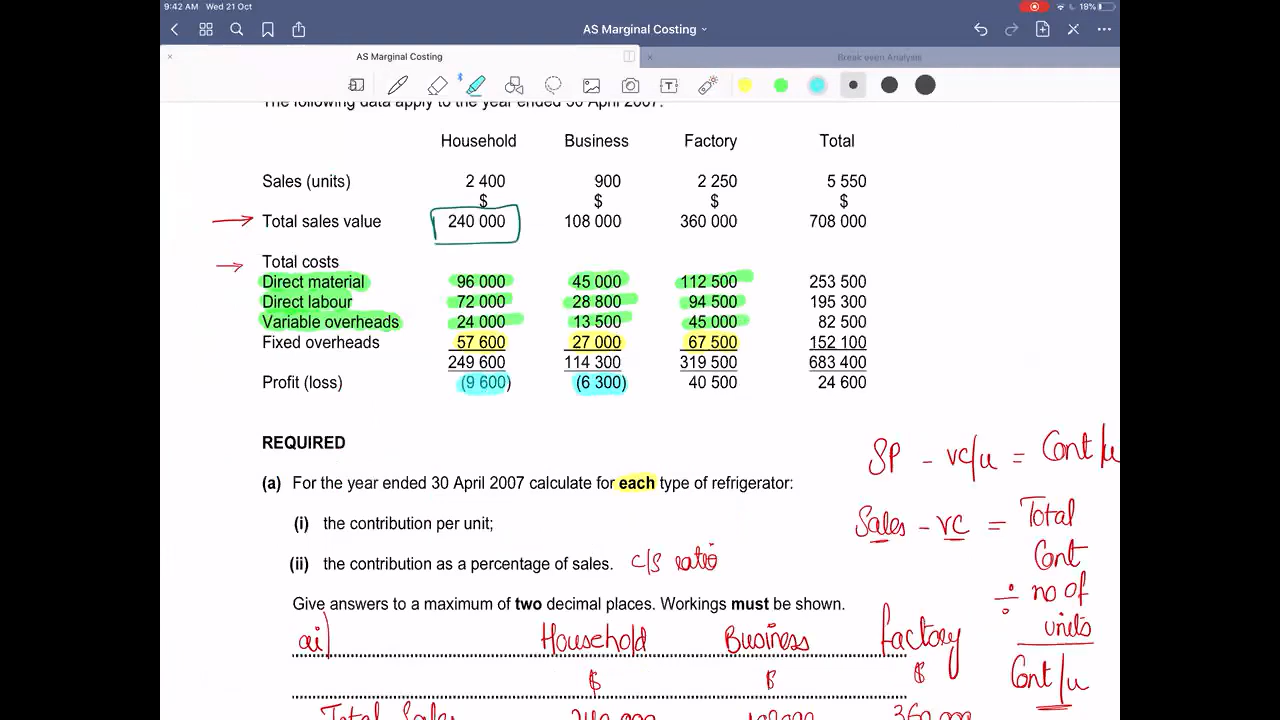 9:42 AM Wed 21 Oct
19%
AS Marginal Costing
AS Marginal Costing
Break even Analysis
The following data apply to the year ended 30 April 2007:
Household Business Factory Total
Sales (units) 2 400 900 2 250 5 550
$ $ $ $
Total sales value 240 000 108 000 360 000 708 000
Total costs
Direct material 96 000 45 000 112 500 253 500
Direct labour 72 000 28 800 94 500 195 300
Variable overheads 24 000 13 500 45 000 82 500
Fixed overheads 57 600 27 000 67 500 152 100
249 600 114 300 319 500 683 400
Profit (loss) (9 600) (6 300) 40 500 24 600
REQUIRED
SP - VC/u = Cont/u
(a) For the year ended 30 April 2007 calculate for each type of refrigerator:
(i) the contribution per unit;
Sales - VC = Total Cont
(ii) the contribution as a percentage of sales. C/S ratio
÷ no of units
Give answers to a maximum of two decimal places. Workings must be shown.
Cont/u
ai) Household Business Factory
$ $ $
Total Sales 240 000 108000 360 000